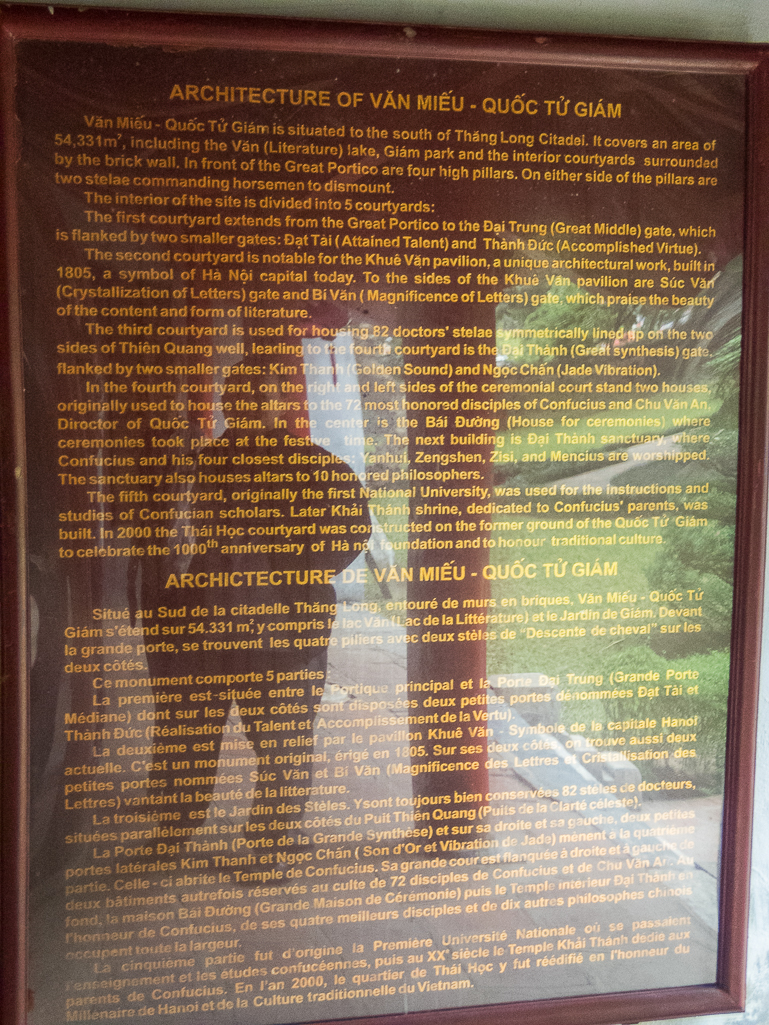 ARCHITECTURE OF VĂN MIẾU - QUỐC TỬ GIÁM
Văn Miếu - Quốc Tử Giám is situated to the south of Thăng Long Citadel. It covers an area of
54,331m², including the Văn (Literature) lake, Giám park and the interior courtyards surrounded
by the brick wall. In front of the Great Portico are four high pillars. On either side of the pillars are
two stelae commanding horsemen to dismount.
The interior of the site is divided into 5 courtyards:
The first courtyard extends from the Great Portico to the Đại Trung (Great Middle) gate, which
is flanked by two smaller gates: Đạt Tài ( Attained Talent) and Thành Đức (Accomplished Virtue).
The second courtyard is notable for the Khuê Văn pavilion, a unique architectural work, built in
1805, a symbol of Hà Nội capital today. To the sides of the Khuê Văn pavilion are Súc Văn
(Crystallization of Letters) gate and Bí Văn ( Magnificence of Letters) gate, which praise the beauty
of the content and form of literature.
The third courtyard is used for housing 82 doctors' stelae symmetrically lined up on the two
sides of Thiên Quang well, leading to the fourth courtyard is the Đại Thành (Great synthesis) gate,
flanked by two smaller gates: Kim Thanh (Golden Sound) and Ngọc Chấn (Jade Vibration).
In the fourth courtyard, on the right and left sides of the ceremonial court stand two houses,
originally used to house the altars to the 72 most honored disciples of Confucius and Chu Văn An,
Diroctor of Quốc Tử Giám. In the center is the Bái Đường (House for ceremonies) where
ceremonies took place at the festive time. The next building is Đại Thành sanctuary, where
Confucius and his four closest disciples: Yanhui, Zengshen, Zisi, and Mencius are worshipped.
The sanctuary also houses altars to 10 honored philosophers.
The fifth courtyard, originally the first National University, was used for the instructions and
studies of Confucian scholars. Later Khải Thánh shrine, dedicated to Confucius' parents, was
built. In 2000 the Thái Học courtyard was constructed on the former ground of the Quốc Tử Giám
to celebrate the 1000th anniversary of Hà nội foundation and to honour traditional culture.
ARCHICTECTURE DE VĂN MIẾU - QUỐC TỬ GIÁM
Situé au Sud de la citadelle Thăng Long, entouré de murs en briques, Văn Miếu - Quốc Tử
Giám s'étend sur 54.331 m², y compris le lac Văn (Lac de la Littérature) et le Jardin de Giám. Devant
la grande porte, se trouvent les quatre piliers avec deux stèles de "Descente de cheval" sur les
deux côtés.
Ce monument comporte 5 parties
La première est-située entre le Portique principal et la Porte Đại Trung (Grande Porte
Médiane) dont sur les deux côtés sont disposées deux petites portes dénommées Đạt Tài et
Thành Đức (Réalisation du Talent et Accomplissement de la Vertu).
La deuxième est mise en relief par le pavillon Khuê Văn - Symbole de la capitale Hanoi
actuelle. C'est un monument original, érigé en 1805. Sur ses deux côtés, on trouve aussi deux
petites portes nommées Súc Văn et Bí Văn (Magnificence des Lettres et Cristallisation des
Lettres) vantant la beauté de la litterature.
La troisième est le Jardin des Stèles. Ysont toujours bien conservées 82 stèles de docteurs,
situées parallèlement sur les deux côtés du Puit Thiên Quang (Puits de la Clarté céleste).
La Porte Đại Thành (Porte de la Grande Synthèse) et sur sa droite et sa gauche, deux petites
portes latérales Kim Thanh et Ngọc Chấn ( Son d'Or et Vibration de Jade) mènent à la quatrième
partie. Celle - ci abrite le Temple de Confucius. Sa grande cour est flanquée à droite et à gauche de
deux bâtiments autrefois réservés au culte de 72 disciples de Confucius et de Chu Văn An. Au
fond, la maison Bái Đường (Grande Maison de Cérémonie) puis le Temple intérieur Đại Thành en
l'honneur de Confucius, de ses quatre meilleurs disciples et de dix autres philosophes chinois
occupent toute la largeur.
La cinquième partie fut d'origine la Première Université Nationale où se passaient
l'enseignement et les études confucéennes, puis au XXe siècle le Temple Khải Thánh dédié aux
parents de Confucius. En l'an 2000, le quartier de Thái Học y fut réédifié en l'honneur du
Millénaire de Hanoi et de la Culture traditionnelle du Vietnam.